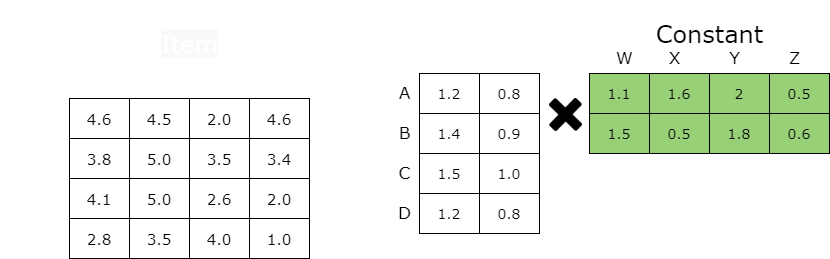 Item
Constant
W X Y Z
A 1.2 0.8 1.1 1.6 2 0.5
4.6 4.5 2.0 4.6
B 1.4 0.9 1.5 0.5 1.8 0.6
3.8 5.0 3.5 3.4
C 1.5 1.0
4.1 5.0 2.6 2.0
D 1.2 0.8
2.8 3.5 4.0 1.0